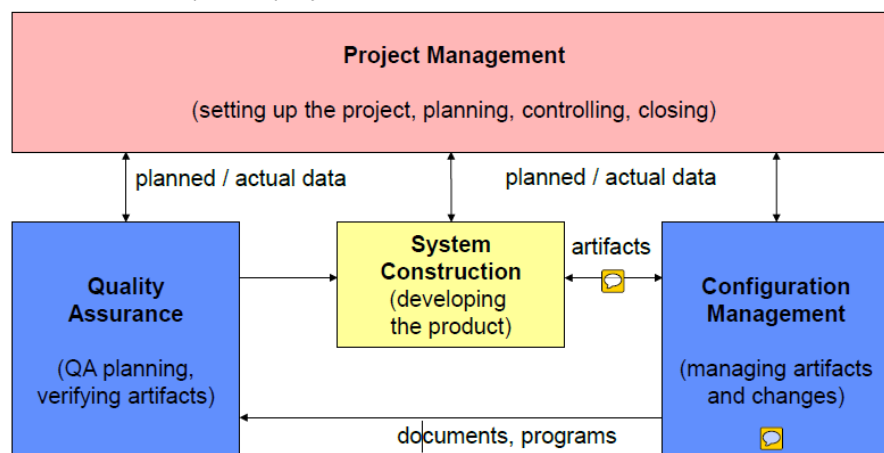 Project Management
(setting up the project, planning, controlling, closing)
planned / actual data
planned / actual data
Quality
Assurance
(QA planning,
verifying artifacts)
System
Construction
(developing
the product)
artifacts
Configuration
Management
(managing artifacts
and changes)
documents, programs